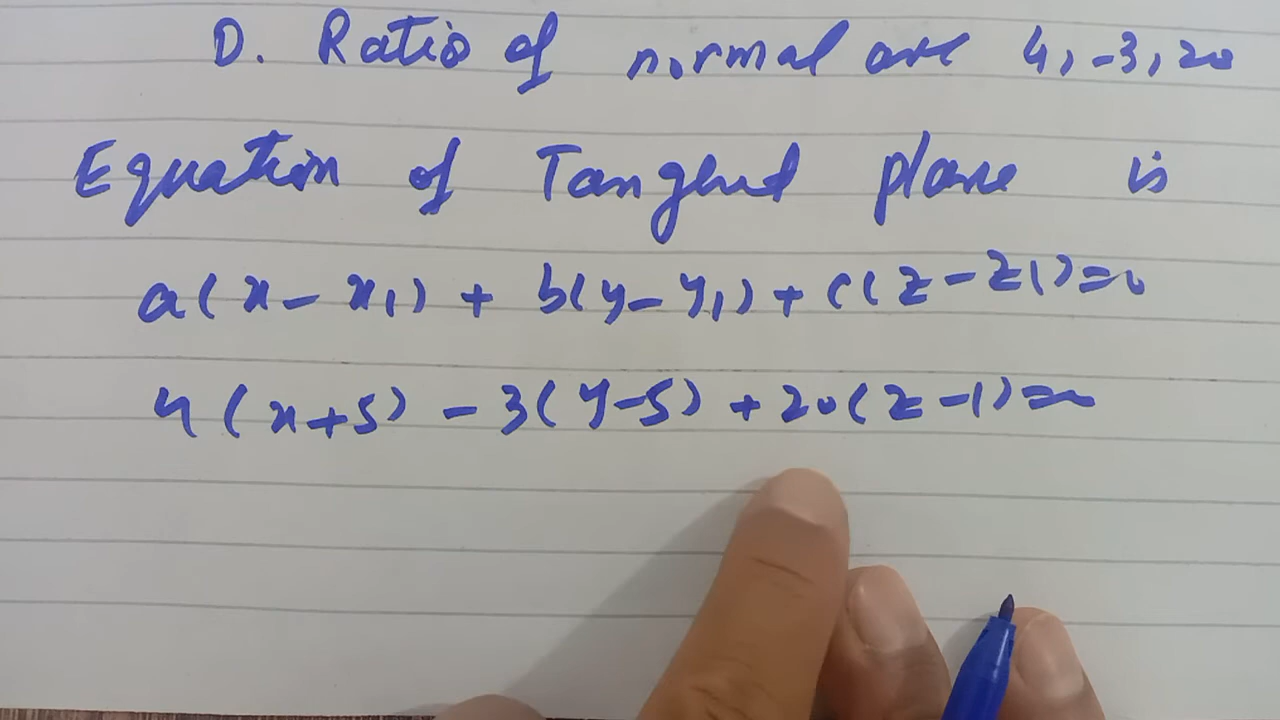 D. Ratio of normal are 4, -3, 20
Equation of Tangent plane is
a(x - x₁) + b(y - y₁) + c(z - z₁) = 0
4(x+5) - 3(y-5) + 20(z-1) = 0